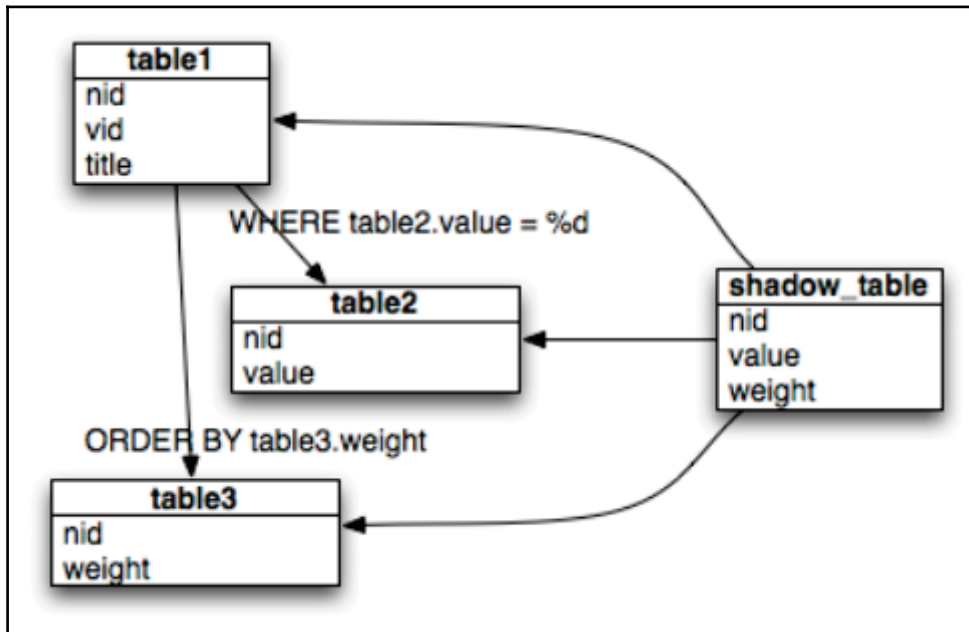 table1
nid
vid
title
WHERE table2.value = %d
table2
nid
value
shadow_table
nid
value
weight
ORDER BY table3.weight
table3
nid
weight